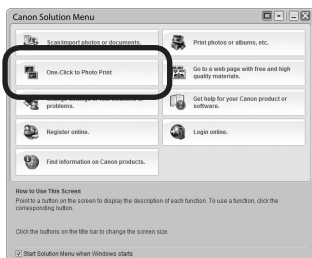 Canon Solution Menu
Scan/Import photos or documents.
Print photos or albums, etc.
One-Click to Photo Print
Go to a web page with free and high
quality materials.
problems.
Get help for your Canon product or
software.
Register online.
Login online.
Find information on Canon products.
How to Use This Screen
Point to a button on the screen to display the description of each function. To use a function, click the
corresponding button.
Click the buttons on the title bar to change the screen size.
Start Solution Menu when Windows starts